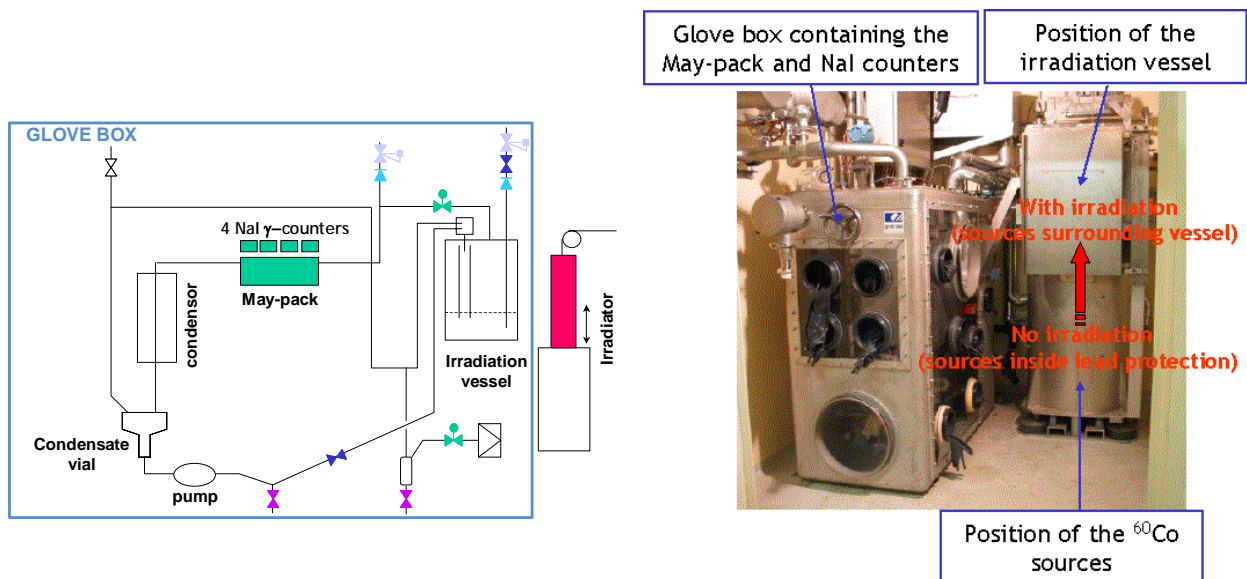 GLOVE BOX
4 NaI γ–counters
May-pack
condensor
Irradiation
vessel
Irradiator
Condensate
vial
pump
Glove box containing the
May-pack and NaI counters
Position of the
irradiation vessel
With irradiation
(sources surrounding vessel)
No irradiation
(sources inside lead protection)
Position of the ⁶⁰Co
sources